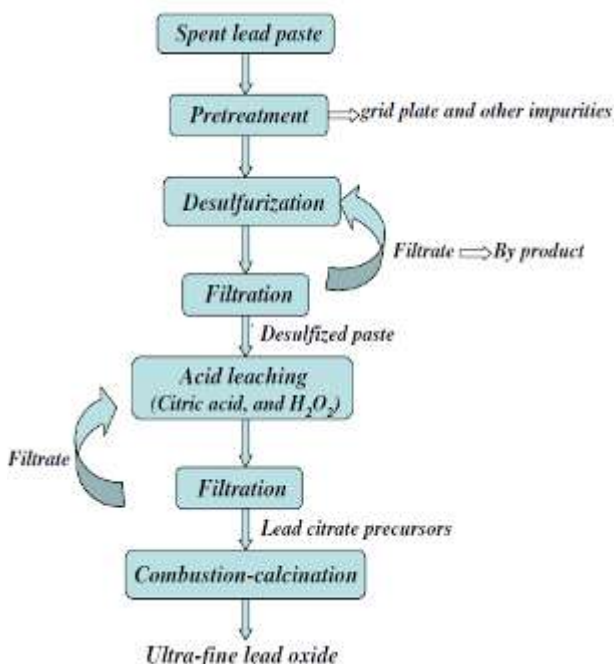 Spent lead paste
Pretreatment
grid plate and other impurities
Desulfurization
Filtrate
By product
Filtration
Desulfized paste
Acid leaching
(Citric acid, and H₂O₂)
Filtrate
Filtration
Lead citrate precursors
Combustion-calcination
Ultra-fine lead oxide